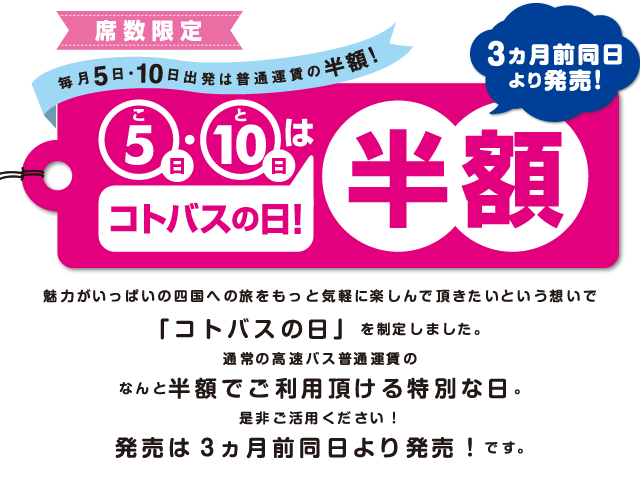 席数限定
毎月5日・10日出発は普通運賃の半額!
3ヵ月前同日
より発売!
こ と
5日・10日は
半額
コトバスの日!
魅力がいっぱいの四国への旅をもっと気軽に楽しんで頂きたいという想いで
「コトバスの日」を制定しました。
通常の高速バス普通運賃の
なんと半額でご利用頂ける特別な日。
是非ご活用ください!
発売は3ヵ月前同日より発売!です。